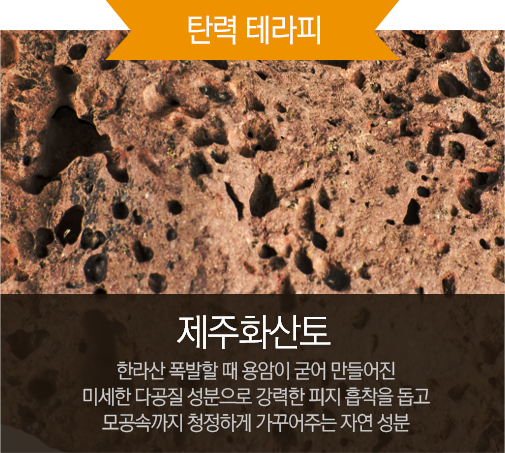 탄력 테라피
제주화산토
한라산 폭발할 때 용암이 굳어 만들어진
미세한 다공질 성분으로 강력한 피지 흡착을 돕고
모공속까지 청정하게 가꾸어주는 자연 성분